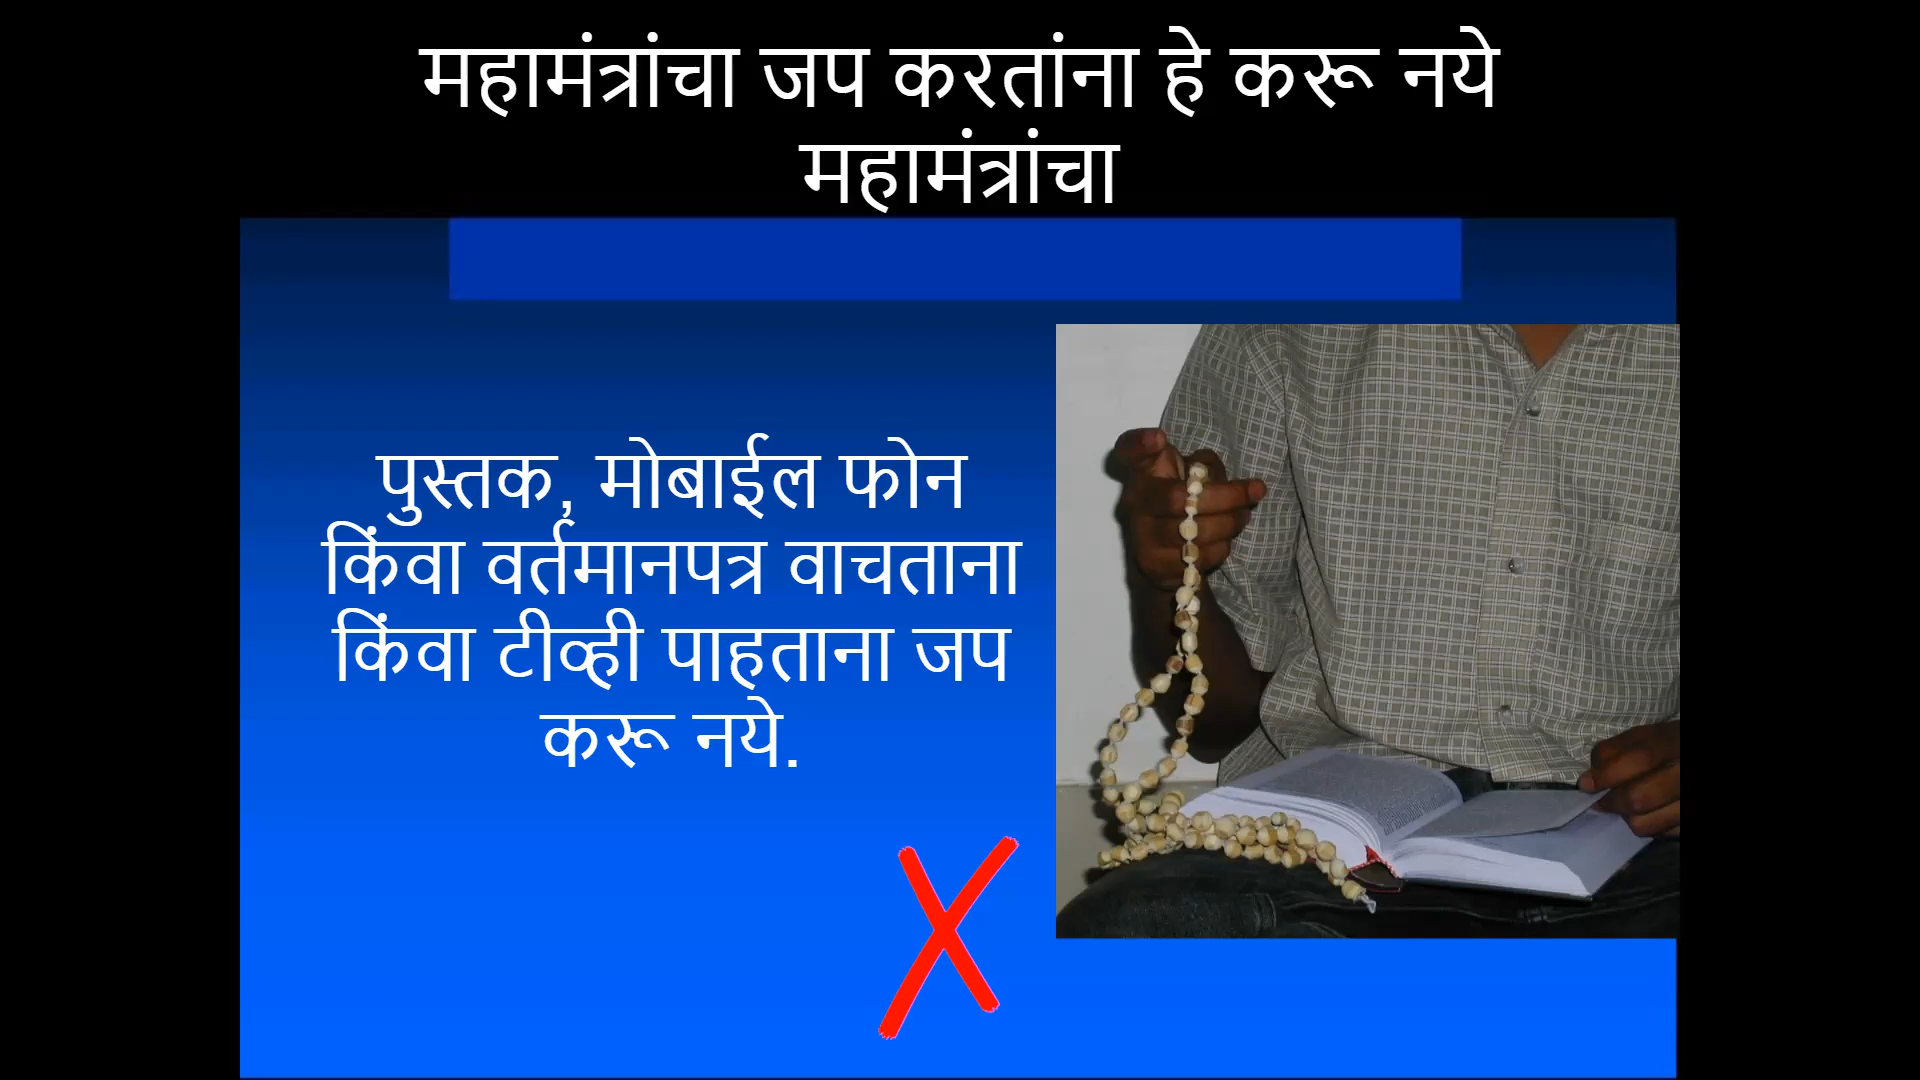 महामंत्रांचा जप करतांना हे करू नये
महामंत्रांचा
पुस्तक, मोबाईल फोन
किंवा वर्तमानपत्र वाचताना
किंवा टीव्ही पाहताना जप
करू नये.